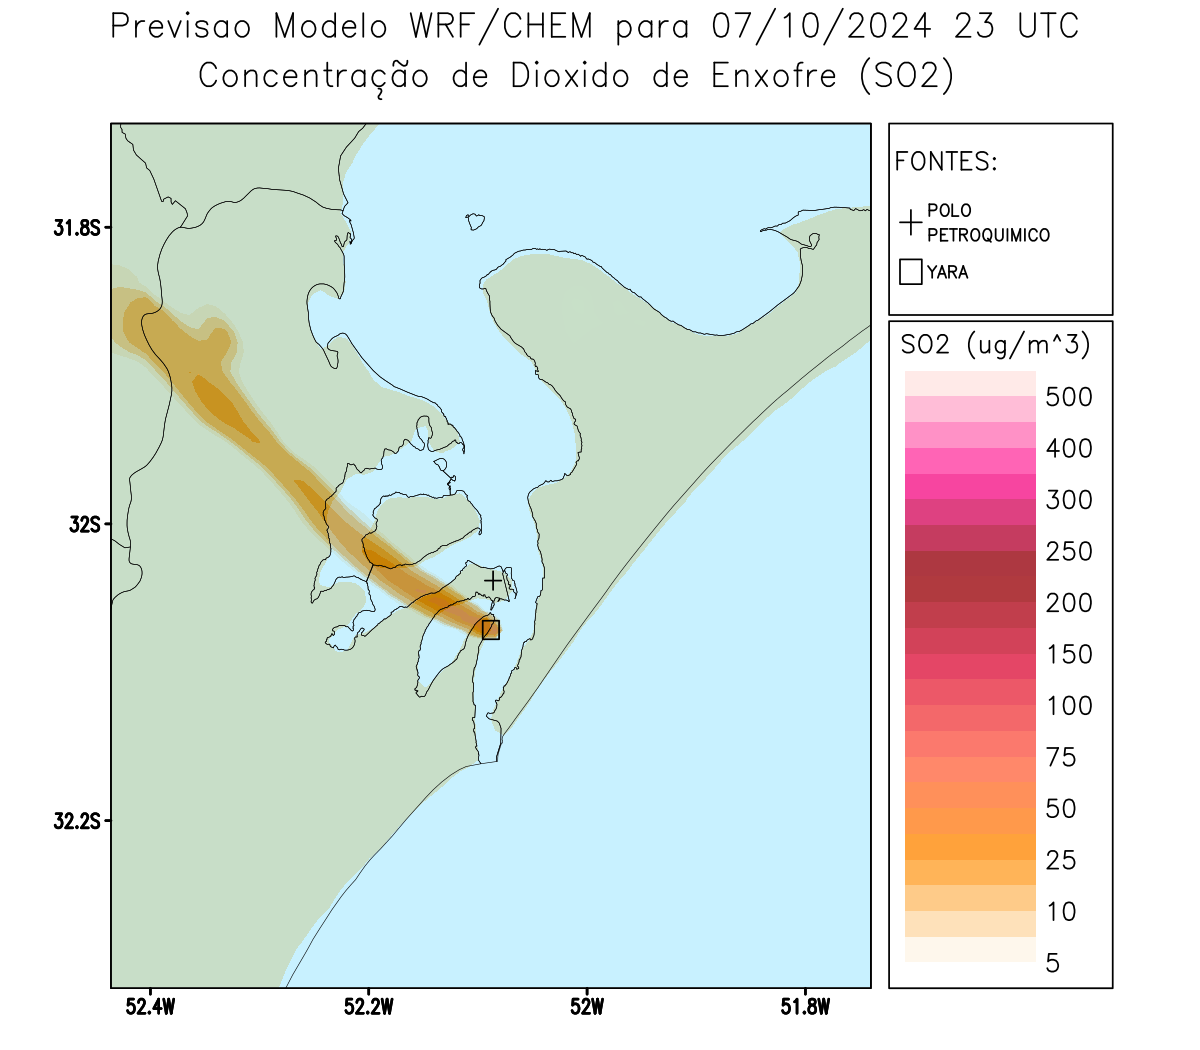 Previsao Modelo WRF/CHEM para 07/10/2024 23 UTC
Concentração de Dioxido de Enxofre (SO2)
FONTES:
POLO
PETROQUIMICO
YARA
31.8S
32S
32.2S
52.4W
52.2W
52W
51.8W
SO2 (ug/m^3)
500
400
300
250
200
150
100
75
50
25
10
5